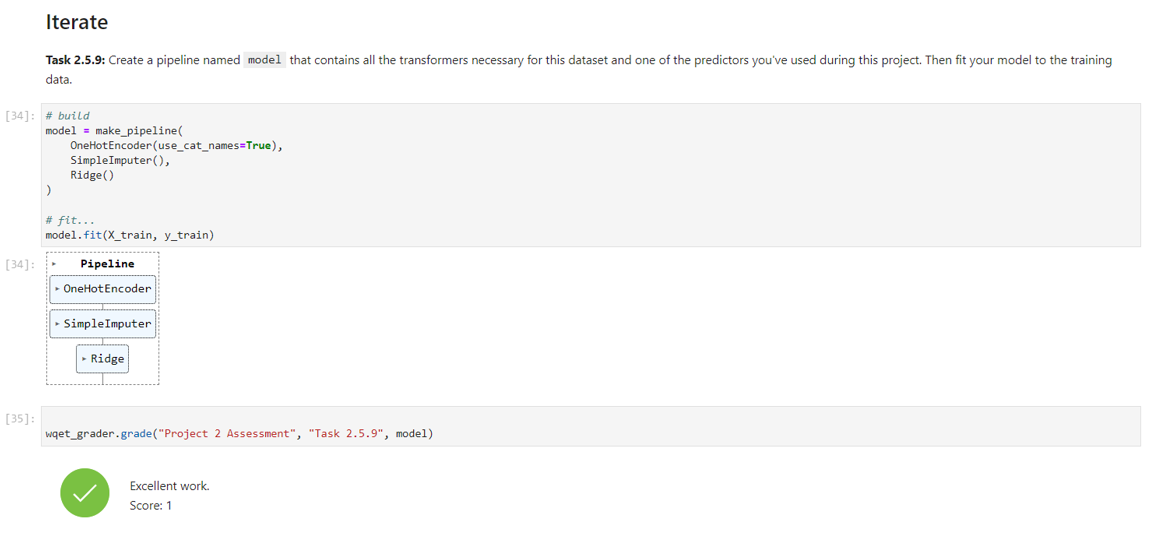 Iterate
Task 2.5.9: Create a pipeline named model that contains all the transformers necessary for this dataset and one of the predictors you've used during this project. Then fit your model to the training
data.
[34]: # build
model = make_pipeline(
    OneHotEncoder(use_cat_names=True),
    SimpleImputer(),
    Ridge()
)
# fit...
model.fit(X_train, y_train)
[34]: ▸ Pipeline
▸ OneHotEncoder
▸ SimpleImputer
▸ Ridge
[35]:
wqet_grader.grade("Project 2 Assessment", "Task 2.5.9", model)
Excellent work.
Score: 1